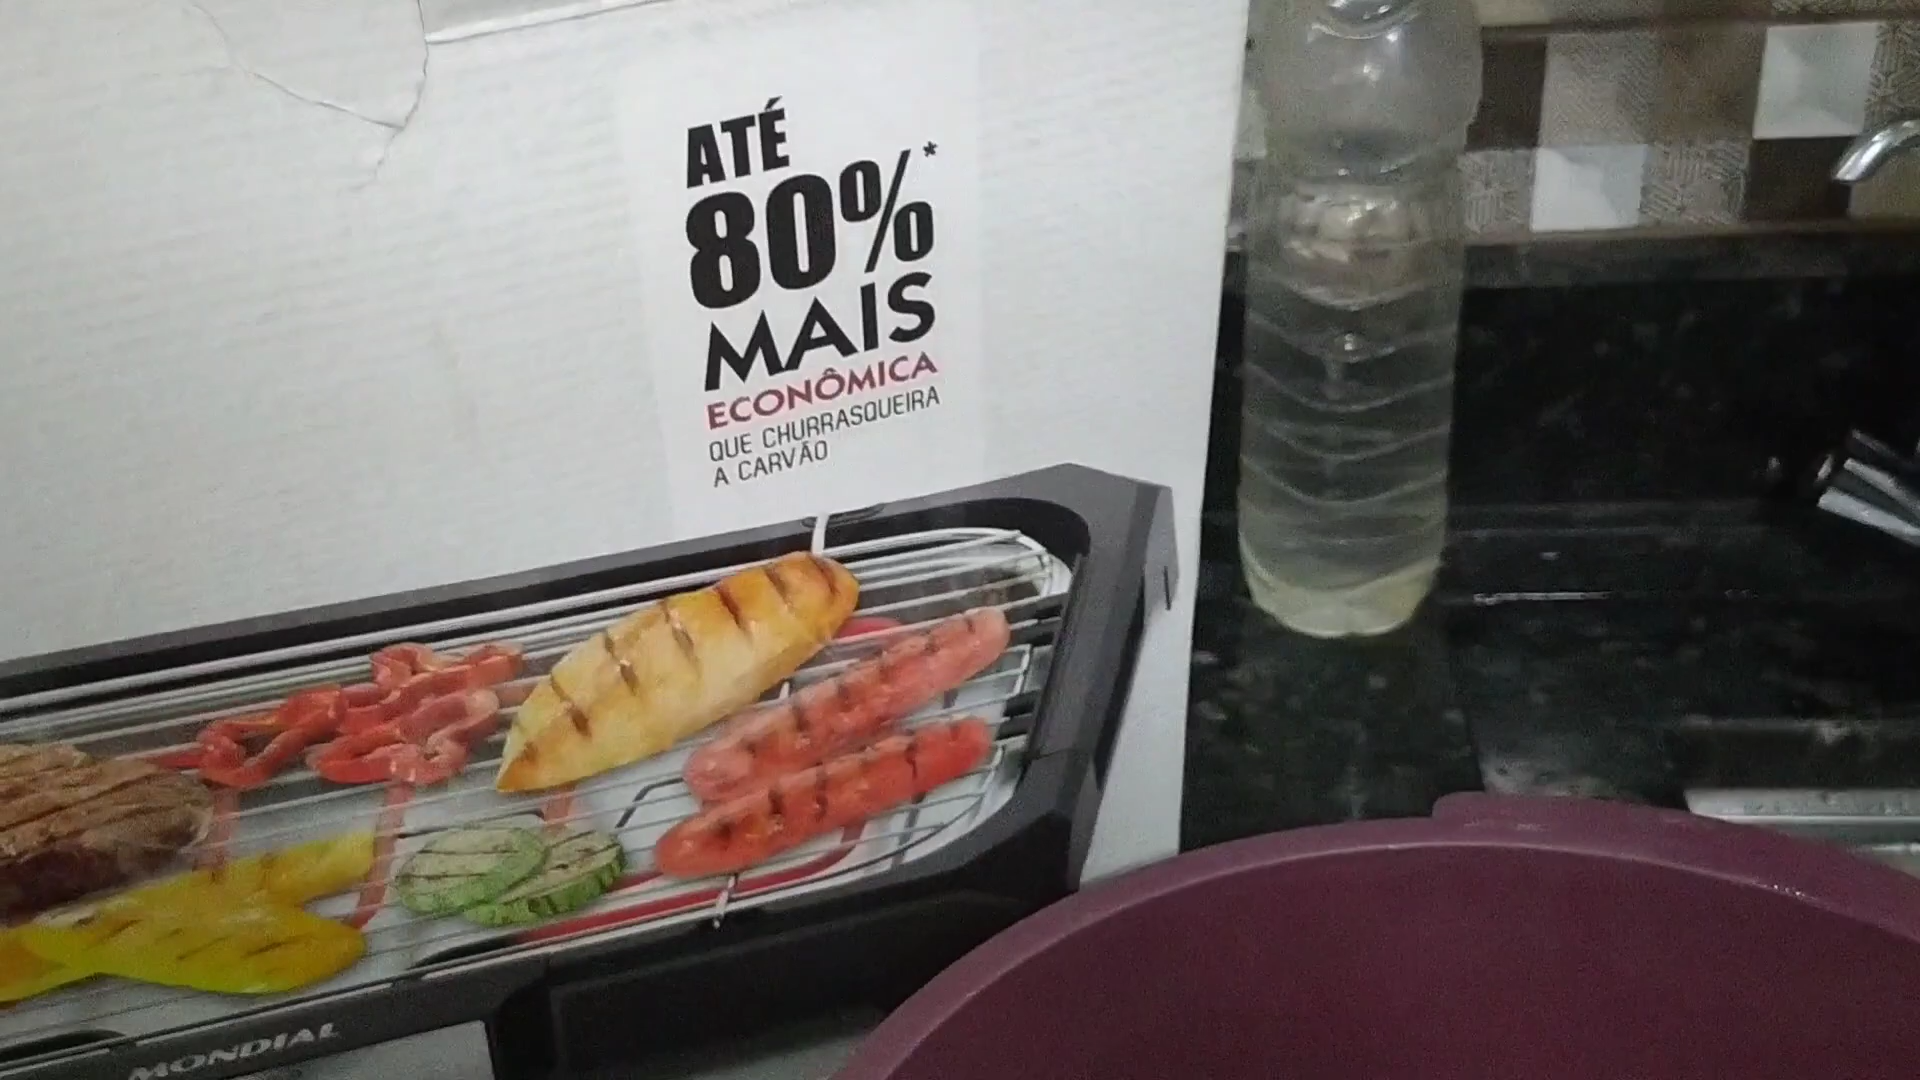 ATÉ
80%*
MAIS
ECONÔMICA
QUE CHURRASQUEIRA
A CARVÃO
MONDIAL